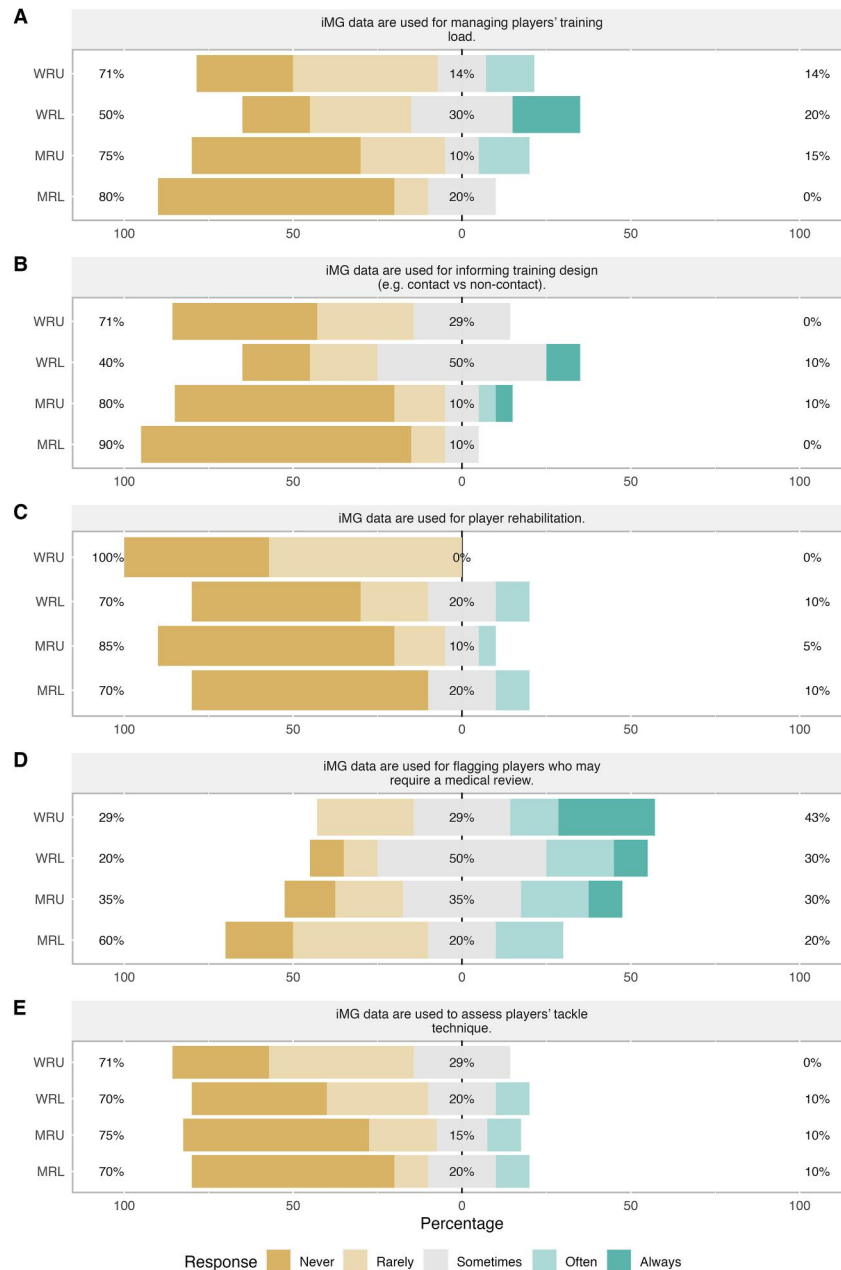 A
iMG data are used for managing players’ training
load.
WRU 71% 14% 14%
WRL 50% 30% 20%
MRU 75% 10% 15%
MRL 80% 20% 0%
100 50 0 50 100
B
iMG data are used for informing training design
(e.g. contact vs non-contact).
WRU 71% 29% 0%
WRL 40% 50% 10%
MRU 80% 10% 10%
MRL 90% 10% 0%
100 50 0 50 100
C
iMG data are used for player rehabilitation.
WRU 100% 0% 0%
WRL 70% 20% 10%
MRU 85% 10% 5%
MRL 70% 20% 10%
100 50 0 50 100
D
iMG data are used for flagging players who may
require a medical review.
WRU 29% 29% 43%
WRL 20% 50% 30%
MRU 35% 35% 30%
MRL 60% 20% 20%
100 50 0 50 100
E
iMG data are used to assess players’ tackle
technique.
WRU 71% 29% 0%
WRL 70% 20% 10%
MRU 75% 15% 10%
MRL 70% 20% 10%
100 50 0 50 100
Percentage
Response Never Rarely Sometimes Often Always